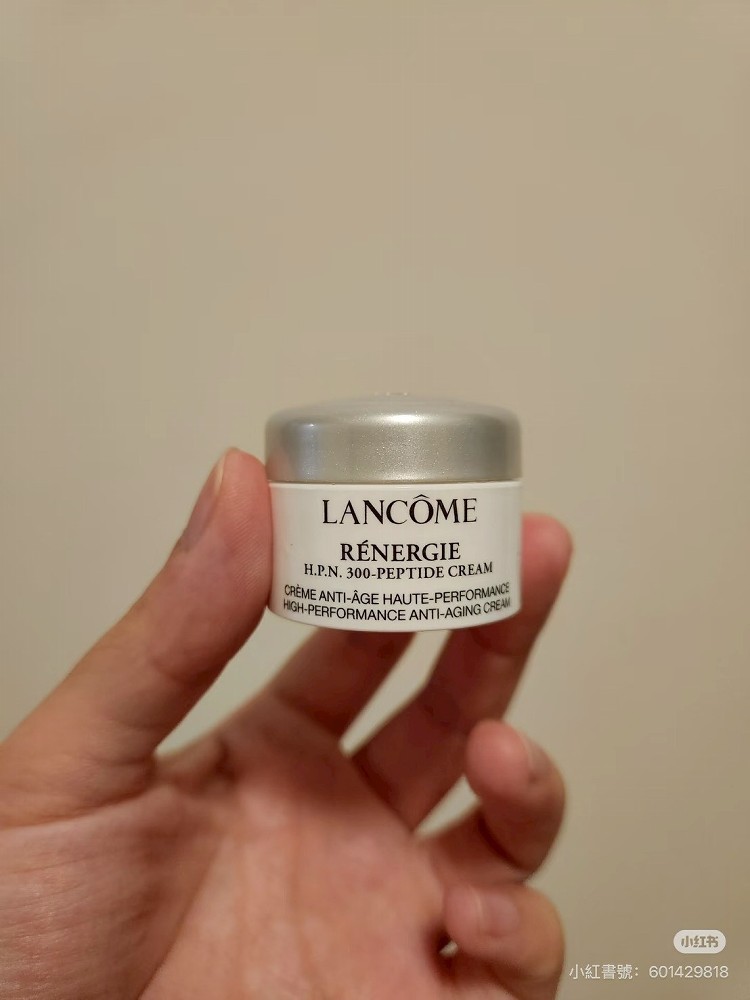 LANCÔME
RÉNERGIE
H.P.N. 300-PEPTIDE CREAM
CRÈME ANTI-ÂGE HAUTE-PERFORMANCE
HIGH-PERFORMANCE ANTI-AGING CREAM
小红书
小紅書號：601429818